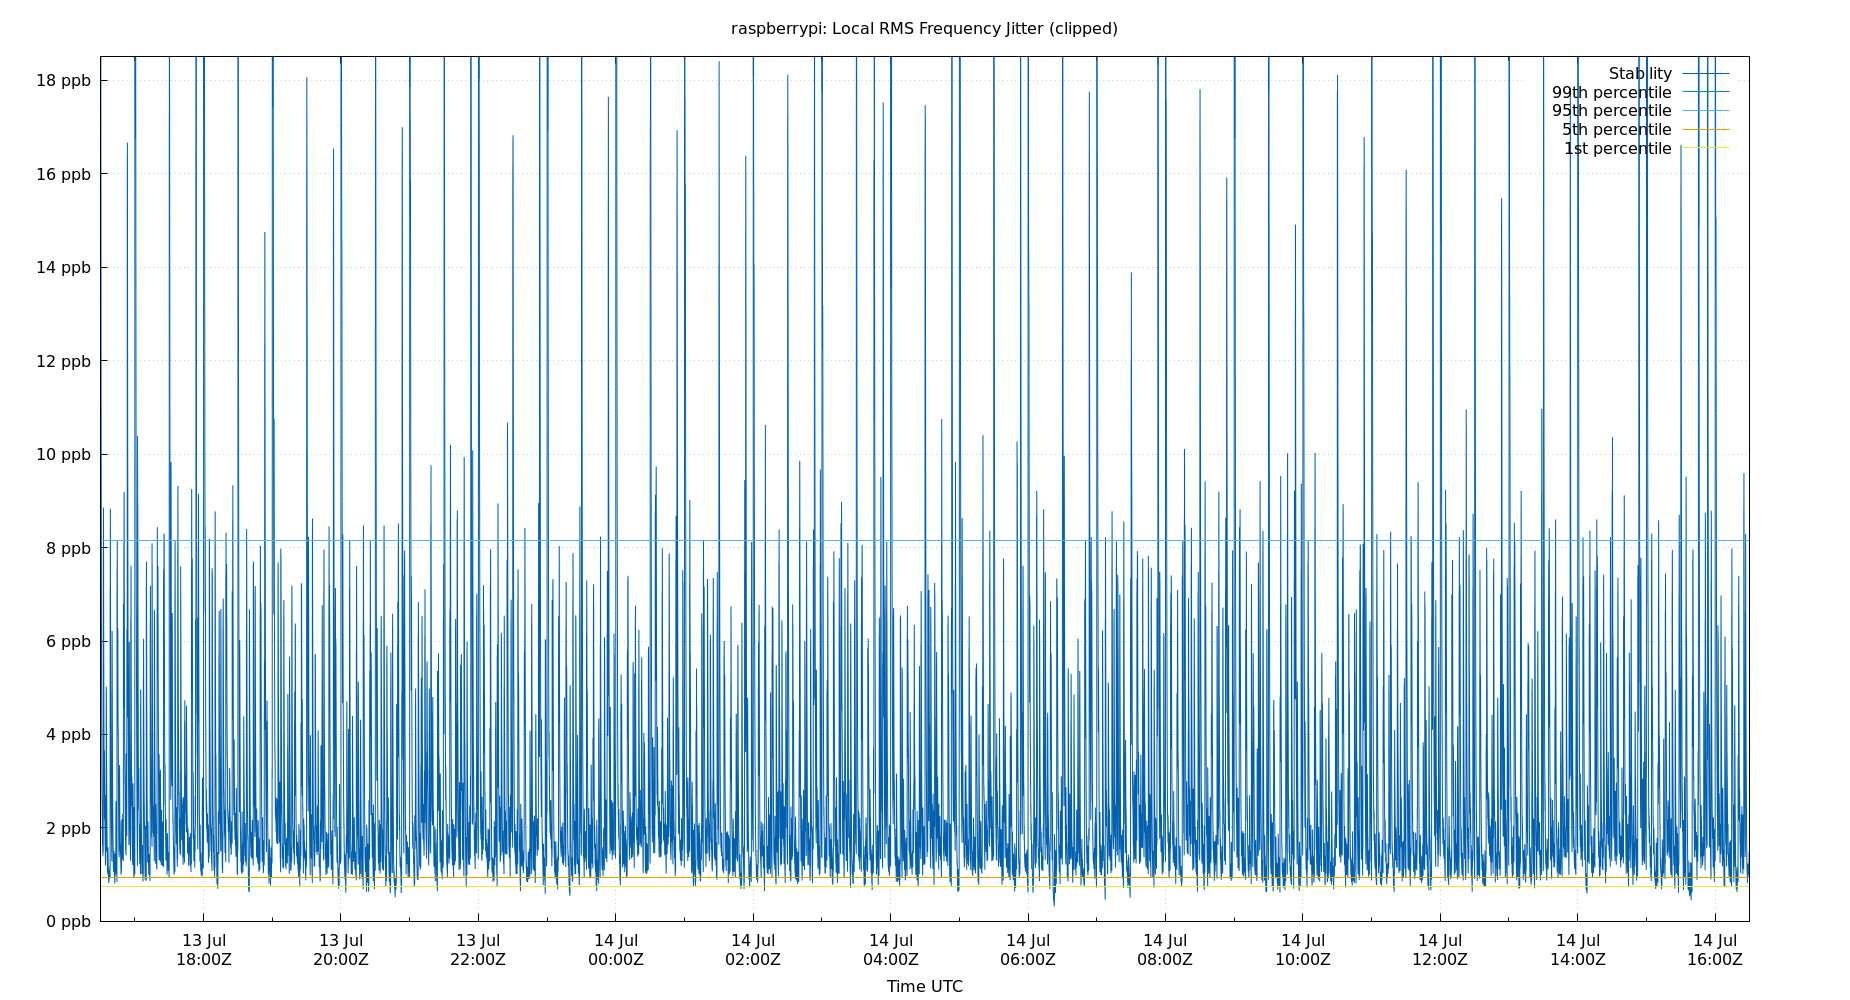 raspberrypi: Local RMS Frequency Jitter (clipped)
18 ppb
16 ppb
14 ppb
12 ppb
10 ppb
8 ppb
6 ppb
4 ppb
2 ppb
0 ppb
Stability
99th percentile
95th percentile
5th percentile
1st percentile
13 Jul 13 Jul 13 Jul 14 Jul 14 Jul 14 Jul 14 Jul 14 Jul 14 Jul 14 Jul 14 Jul 14 Jul
18:00Z 20:00Z 22:00Z 00:00Z 02:00Z 04:00Z 06:00Z 08:00Z 10:00Z 12:00Z 14:00Z 16:00Z
Time UTC